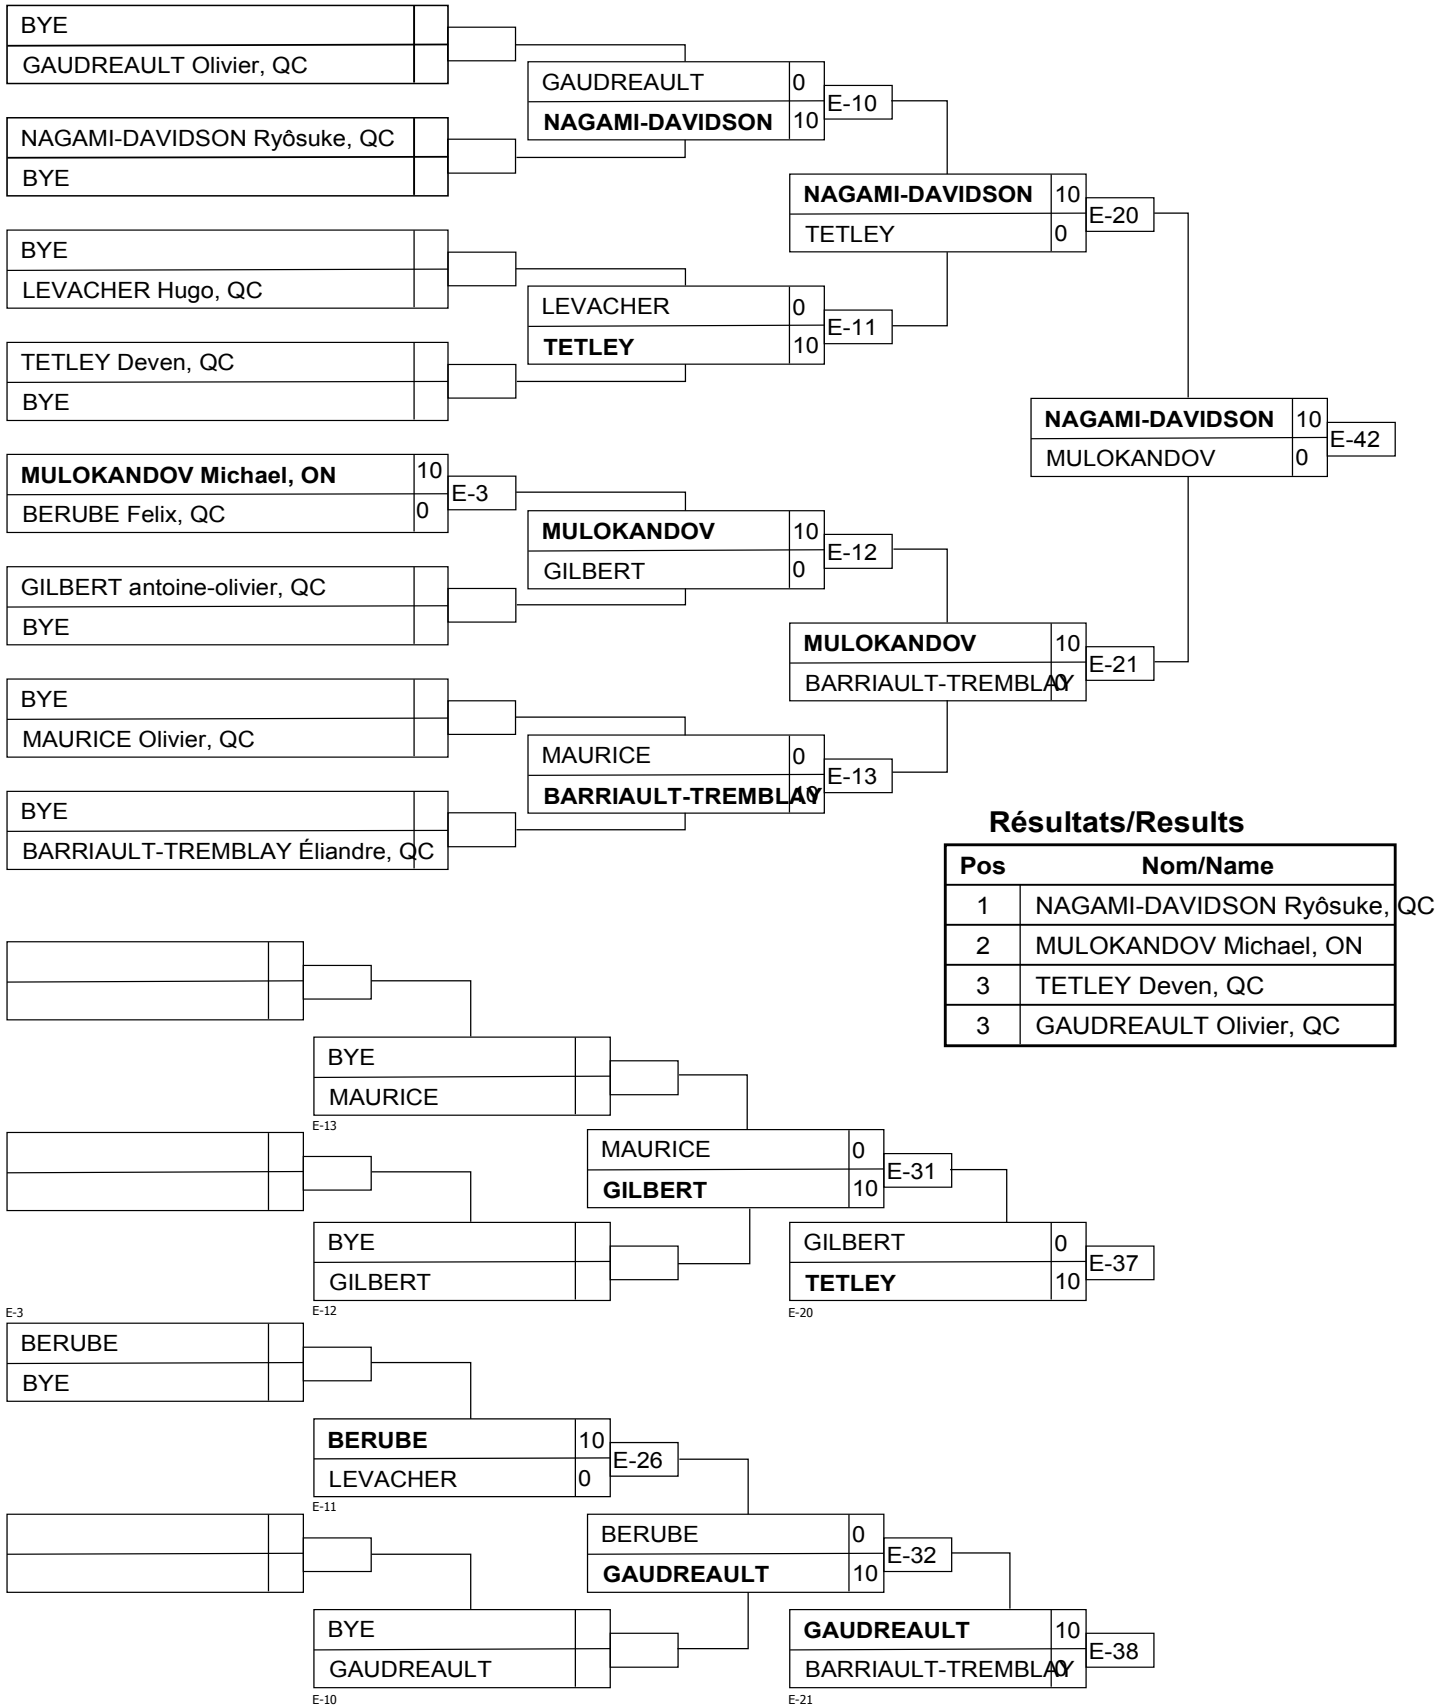 BYE
GAUDREAULT Olivier, QC
NAGAMI-DAVIDSON Ryôsuke, QC
BYE
BYE
LEVACHER Hugo, QC
TETLEY Deven, QC
BYE
MULOKANDOV Michael, ON 10
BERUBE Felix, QC 0
E-3
GILBERT antoine-olivier, QC
BYE
BYE
MAURICE Olivier, QC
BYE
BARRIAULT-TREMBLAY Éliandre, QC
GAUDREAULT 0
NAGAMI-DAVIDSON 10
E-10
LEVACHER 0
TETLEY 10
E-11
MULOKANDOV 10
GILBERT 0
E-12
MAURICE 0
BARRIAULT-TREMBLAY 10
E-13
NAGAMI-DAVIDSON 10
TETLEY 0
E-20
MULOKANDOV 10
BARRIAULT-TREMBLAY 0
E-21
NAGAMI-DAVIDSON 10
MULOKANDOV 0
E-42
Résultats/Results
Pos Nom/Name
1 NAGAMI-DAVIDSON Ryôsuke, QC
2 MULOKANDOV Michael, ON
3 TETLEY Deven, QC
3 GAUDREAULT Olivier, QC
BYE
MAURICE
E-13
BYE
GILBERT
E-12
MAURICE 0
GILBERT 10
E-31
GILBERT 0
TETLEY 10
E-37
E-20
E-3
BERUBE
BYE
BERUBE 10
LEVACHER 0
E-26
E-11
BYE
GAUDREAULT
E-10
BERUBE 0
GAUDREAULT 10
E-32
GAUDREAULT 10
BARRIAULT-TREMBLAY 0
E-38
E-21